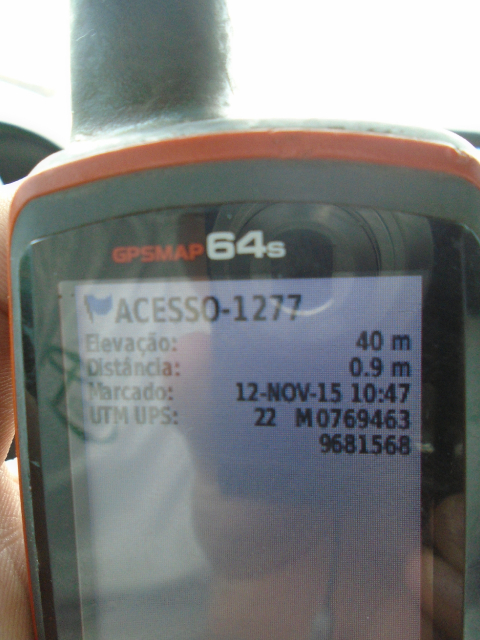 GPSMAP 64s
ACESSO-1277
Elevação: 40 m
Distância: 0.9 m
Marcado: 12-NOV-15 10:47
UTM UPS: 22 M 0769463
9681568